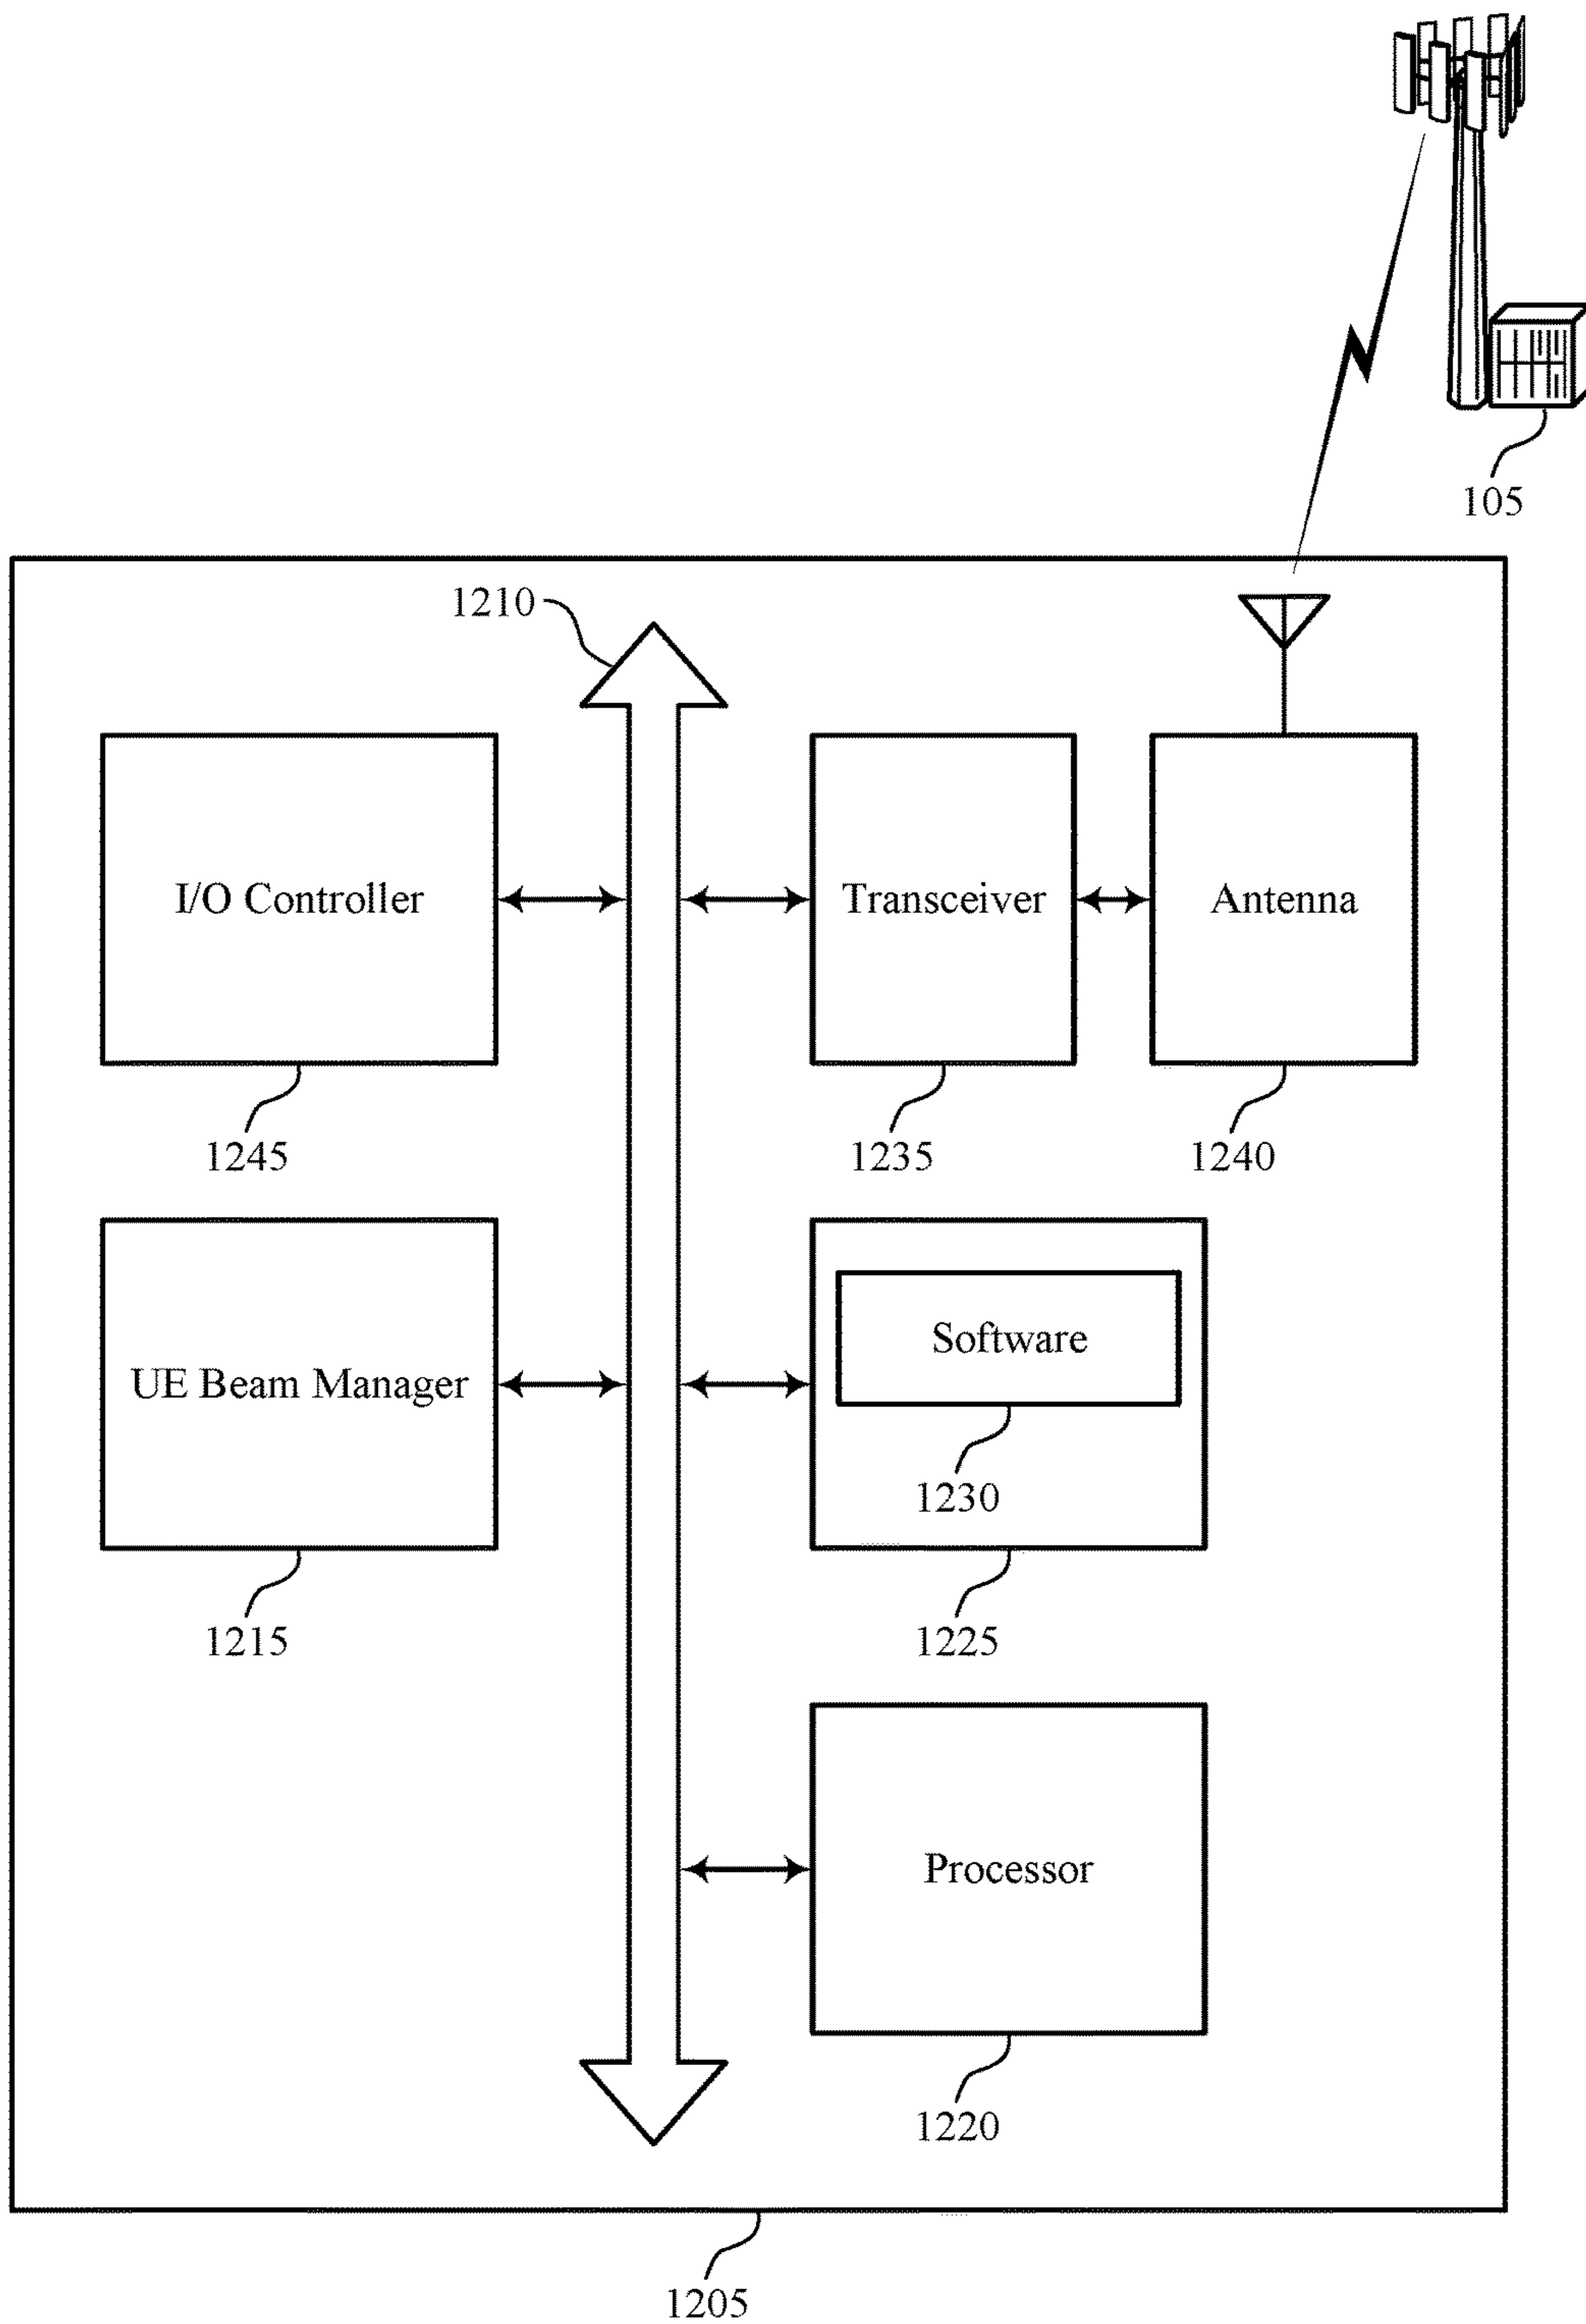 105
1210
I/O Controller
Transceiver
Antenna
1245
1235
1240
UE Beam Manager
Software
1230
1215
1225
Processor
1220
1205